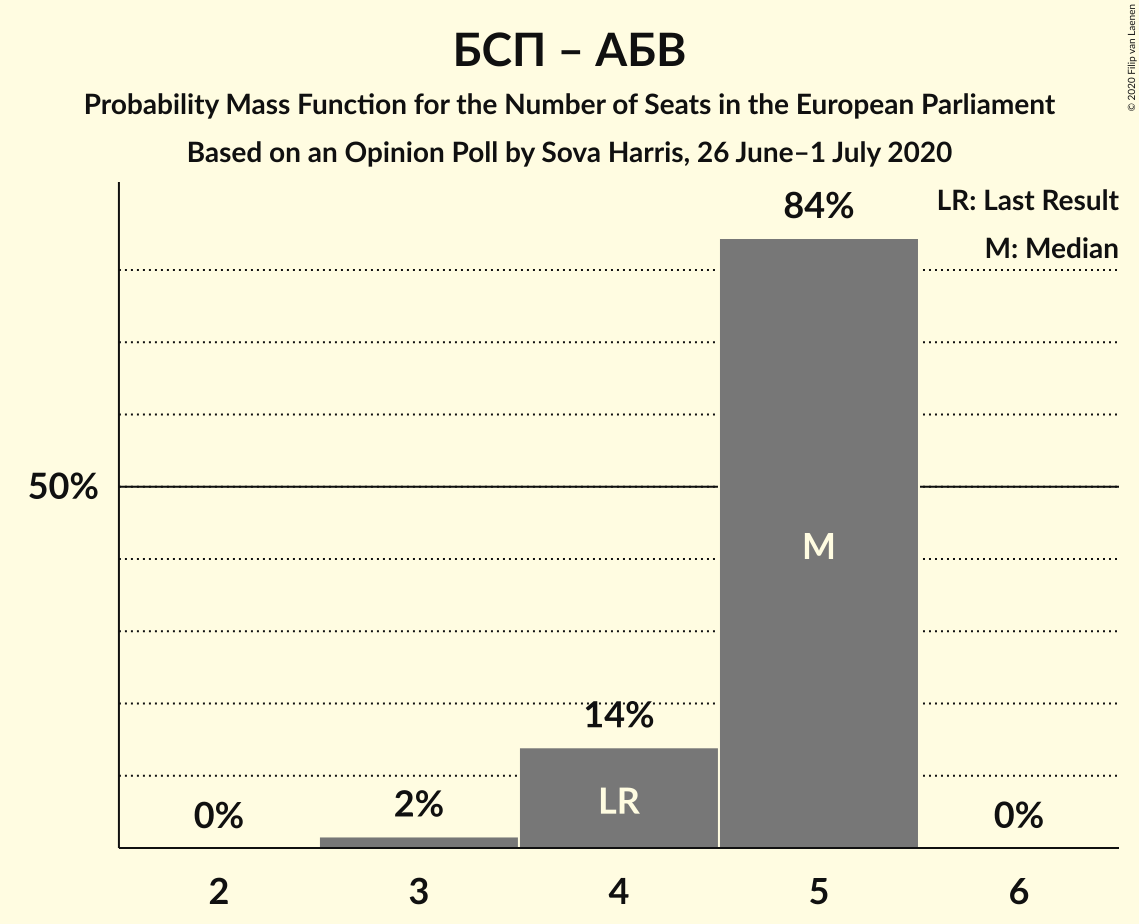 БСП – АБВ
Probability Mass Function for the Number of Seats in the European Parliament
Based on an Opinion Poll by Sova Harris, 26 June–1 July 2020
© 2020 Filip van Laenen
LR: Last Result
M: Median
84%
50%
M
14%
LR
2%
0%
0%
2 3 4 5 6